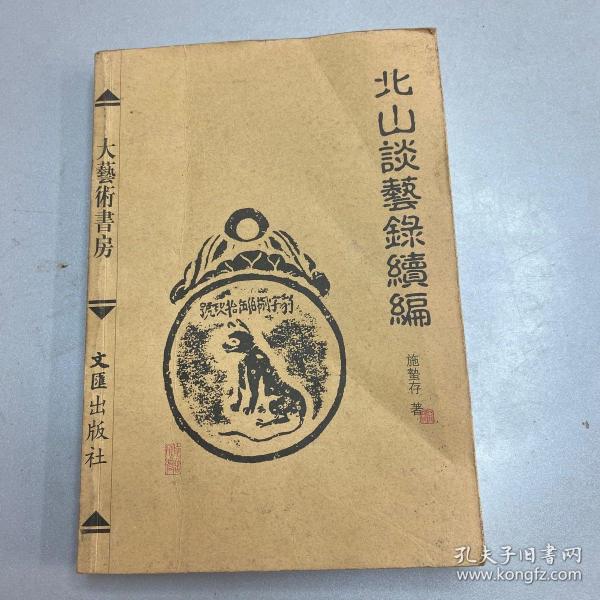 北山談藝錄續編
施蟄存 著
大藝術書房
文匯出版社
孔夫子旧书网
www.kongfz.com